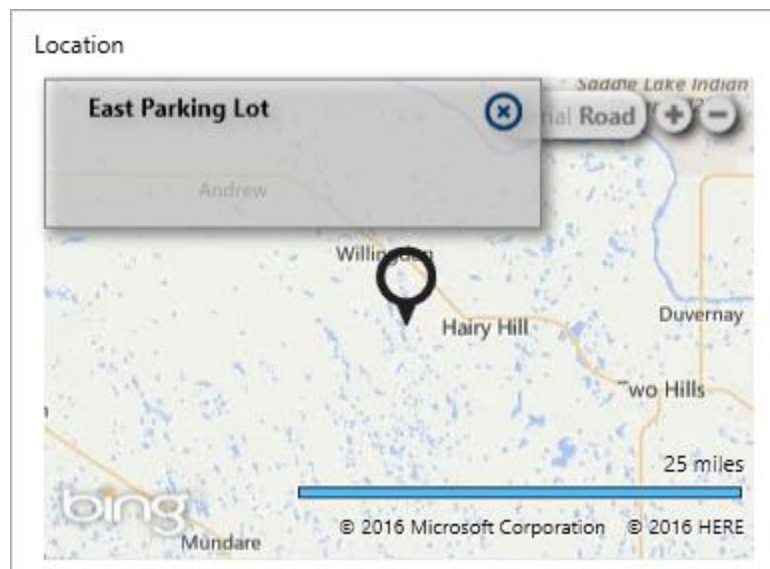 Location
East Parking Lot
Saddle Lake Indian
Road
Andrew
Willingdon
Hairy Hill
Duvernay
Two Hills
25 miles
bing
© 2016 Microsoft Corporation © 2016 HERE
Mundare